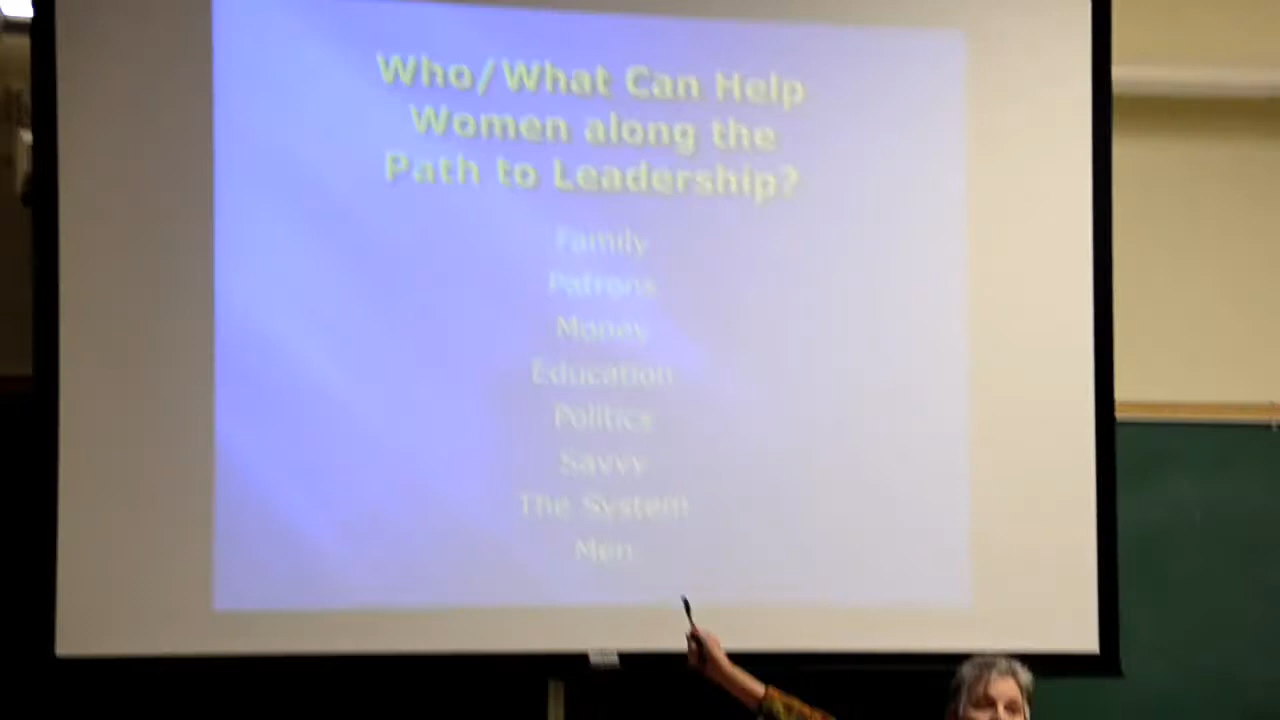 Who/What Can Help
Women along the
Path to Leadership?
Family
Patrons
Money
Education
Politics
Savvy
The System
Men